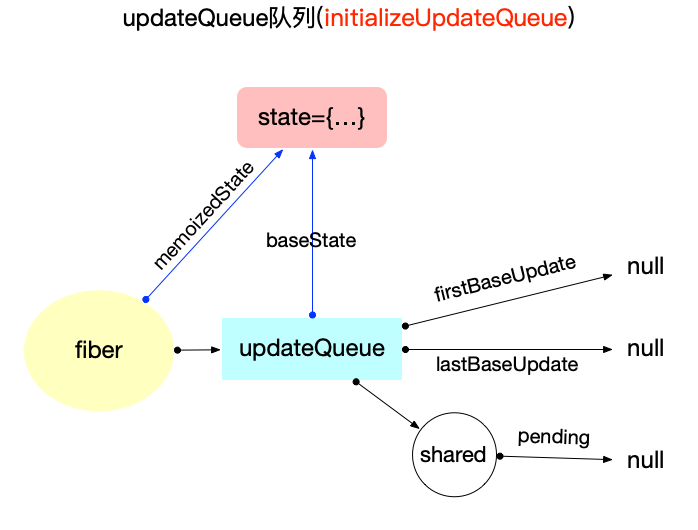 updateQueue队列(initializeUpdateQueue)
state={...}
memoizedState
baseState
firstBaseUpdate
null
fiber
updateQueue
null
lastBaseUpdate
shared
pending
null